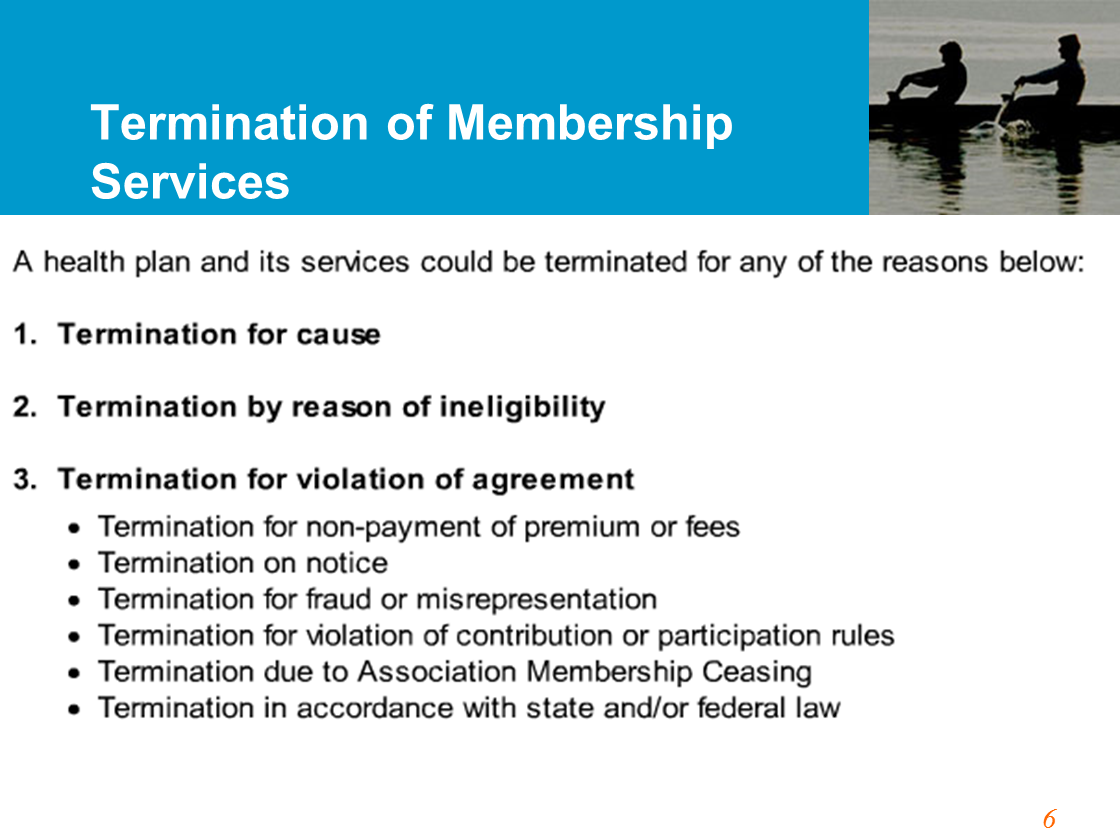 Termination of Membership
Services
A health plan and its services could be terminated for any of the reasons below:
1. Termination for cause
2. Termination by reason of ineligibility
3. Termination for violation of agreement
• Termination for non-payment of premium or fees
• Termination on notice
• Termination for fraud or misrepresentation
• Termination for violation of contribution or participation rules
• Termination due to Association Membership Ceasing
• Termination in accordance with state and/or federal law
6